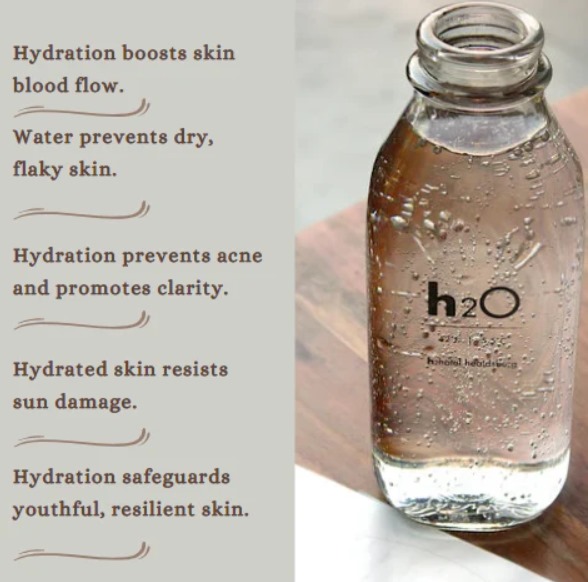 Hydration boosts skin
blood flow.
Water prevents dry,
flaky skin.
Hydration prevents acne
and promotes clarity.
Hydrated skin resists
sun damage.
Hydration safeguards
youthful, resilient skin.
h2O